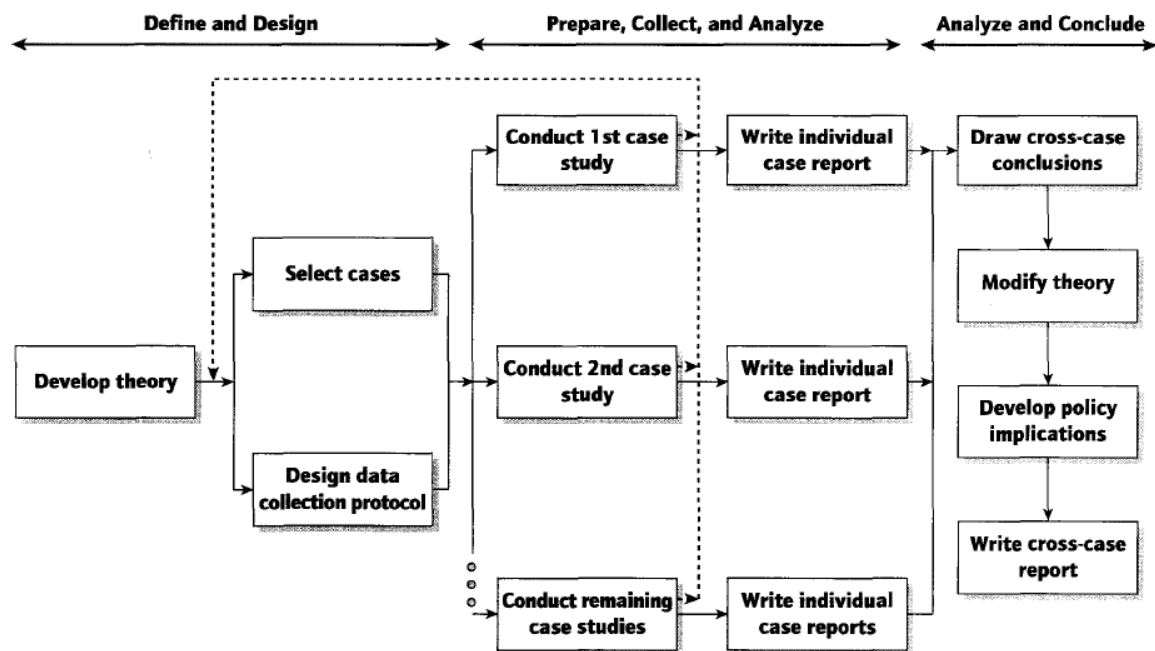 Define and Design
Prepare, Collect, and Analyze
Analyze and Conclude
Conduct 1st case
study
Write individual
case report
Draw cross-case
conclusions
Select cases
Modify theory
Develop theory
Conduct 2nd case
study
Write individual
case report
Develop policy
implications
Design data
collection protocol
Write cross-case
report
Conduct remaining
case studies
Write individual
case reports